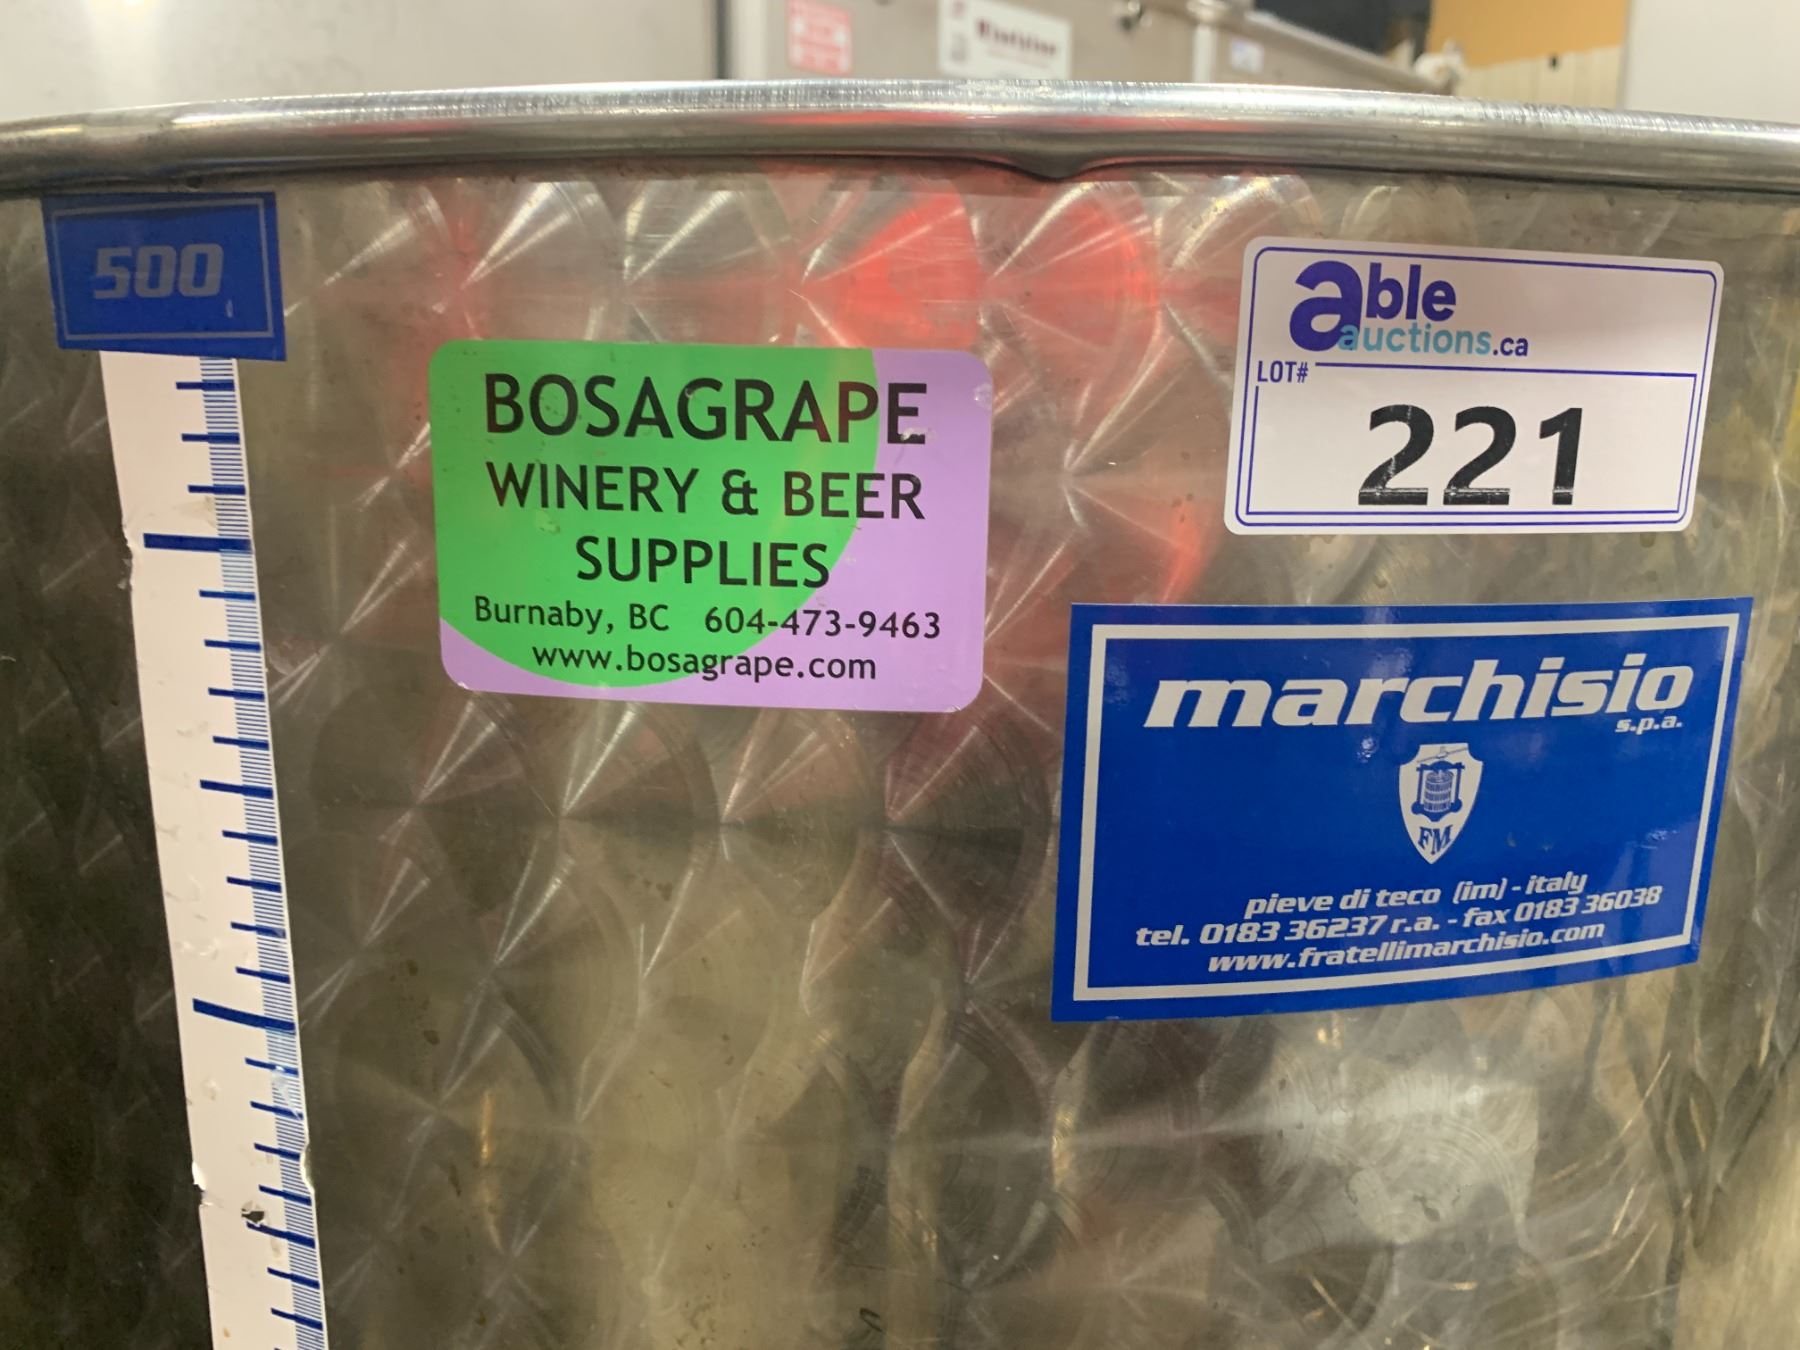 500
BOSAGRAPE
WINERY & BEER
SUPPLIES
Burnaby, BC 604-473-9463
www.bosagrape.com
able
auctions.ca
LOT#
221
marchisio
s.p.a.
FM
pieve di teco (im) - italy
tel. 0183 36237 r.a. - fax 0183 36038
www.fratellimarchisio.com